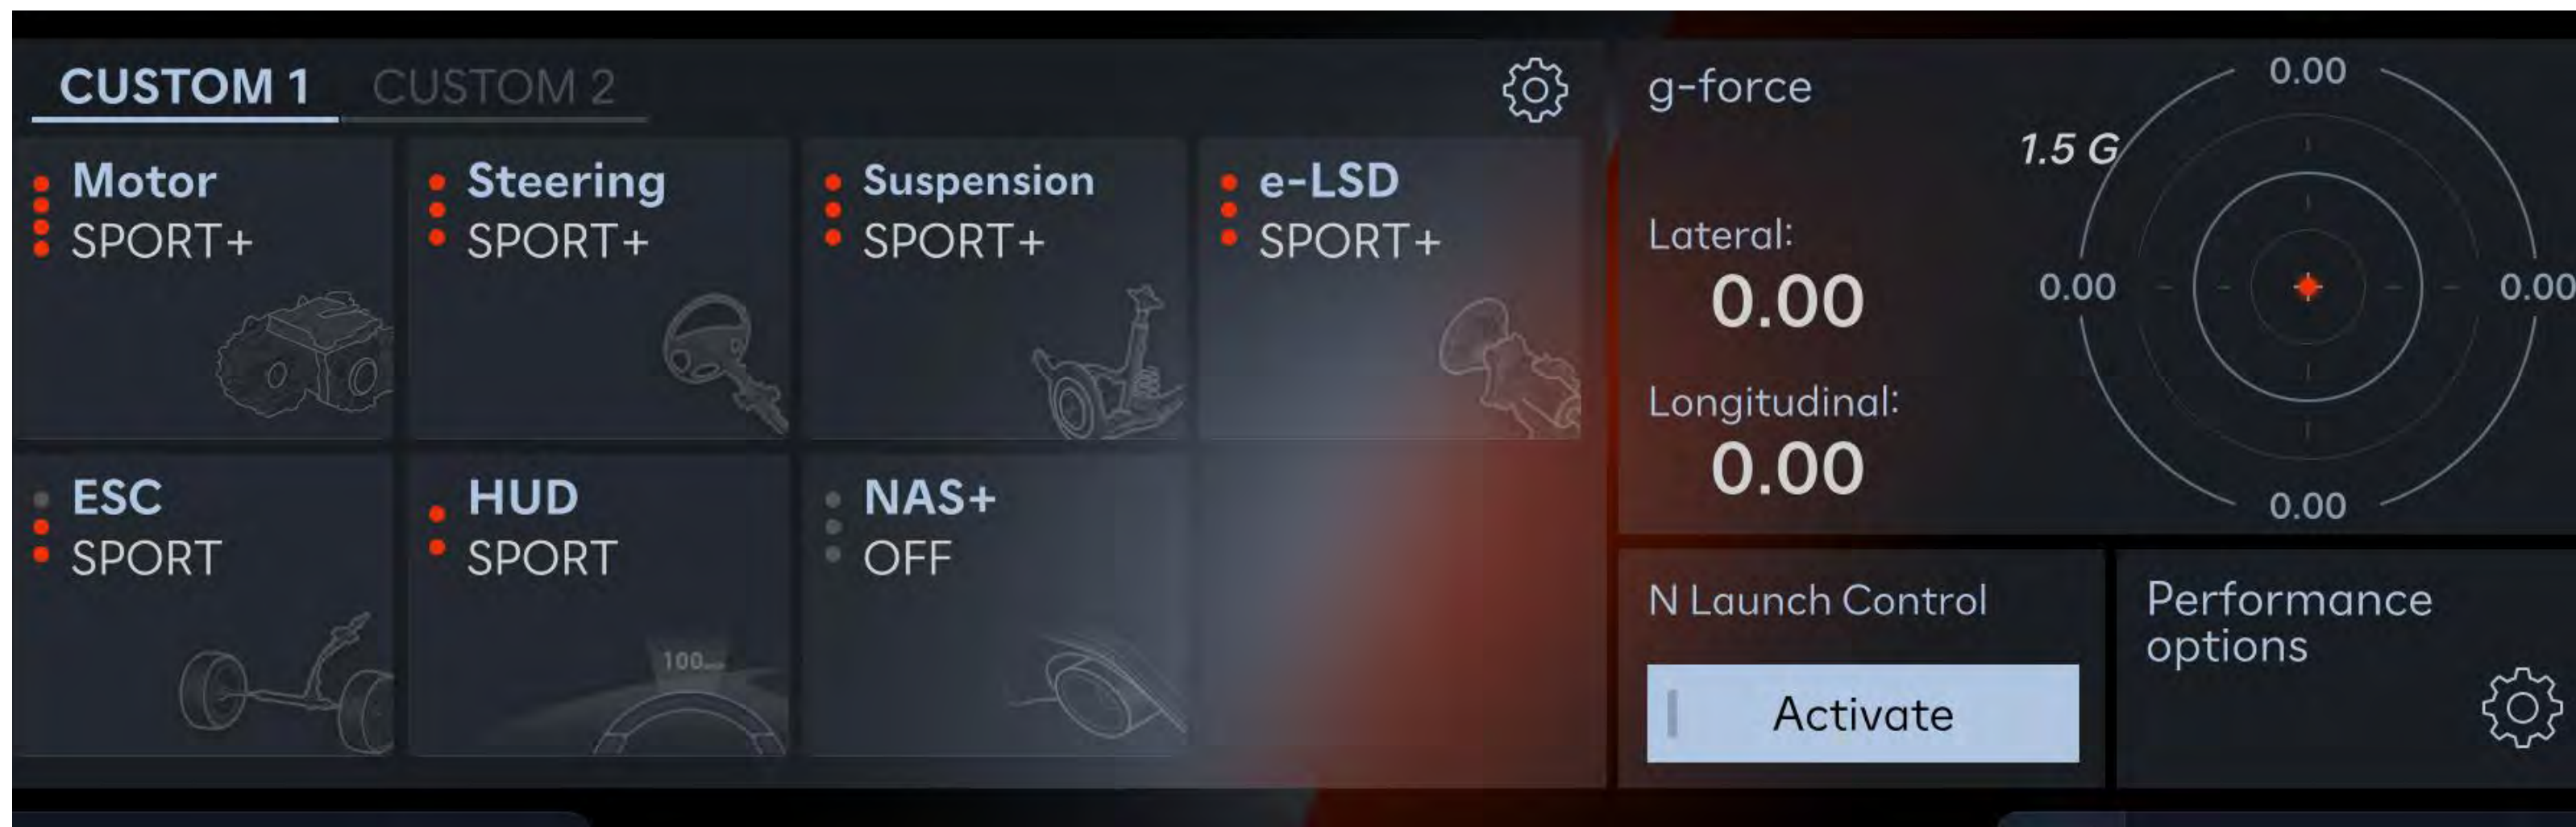 CUSTOM 1 CUSTOM 2
Motor
SPORT+
Steering
SPORT+
Suspension
SPORT+
e-LSD
SPORT+
ESC
SPORT
HUD
SPORT
100
NAS+
OFF
g-force
Lateral:
0.00
Longitudinal:
0.00
1.5 G
0.00
0.00
0.00
0.00
N Launch Control
Activate
Performance
options